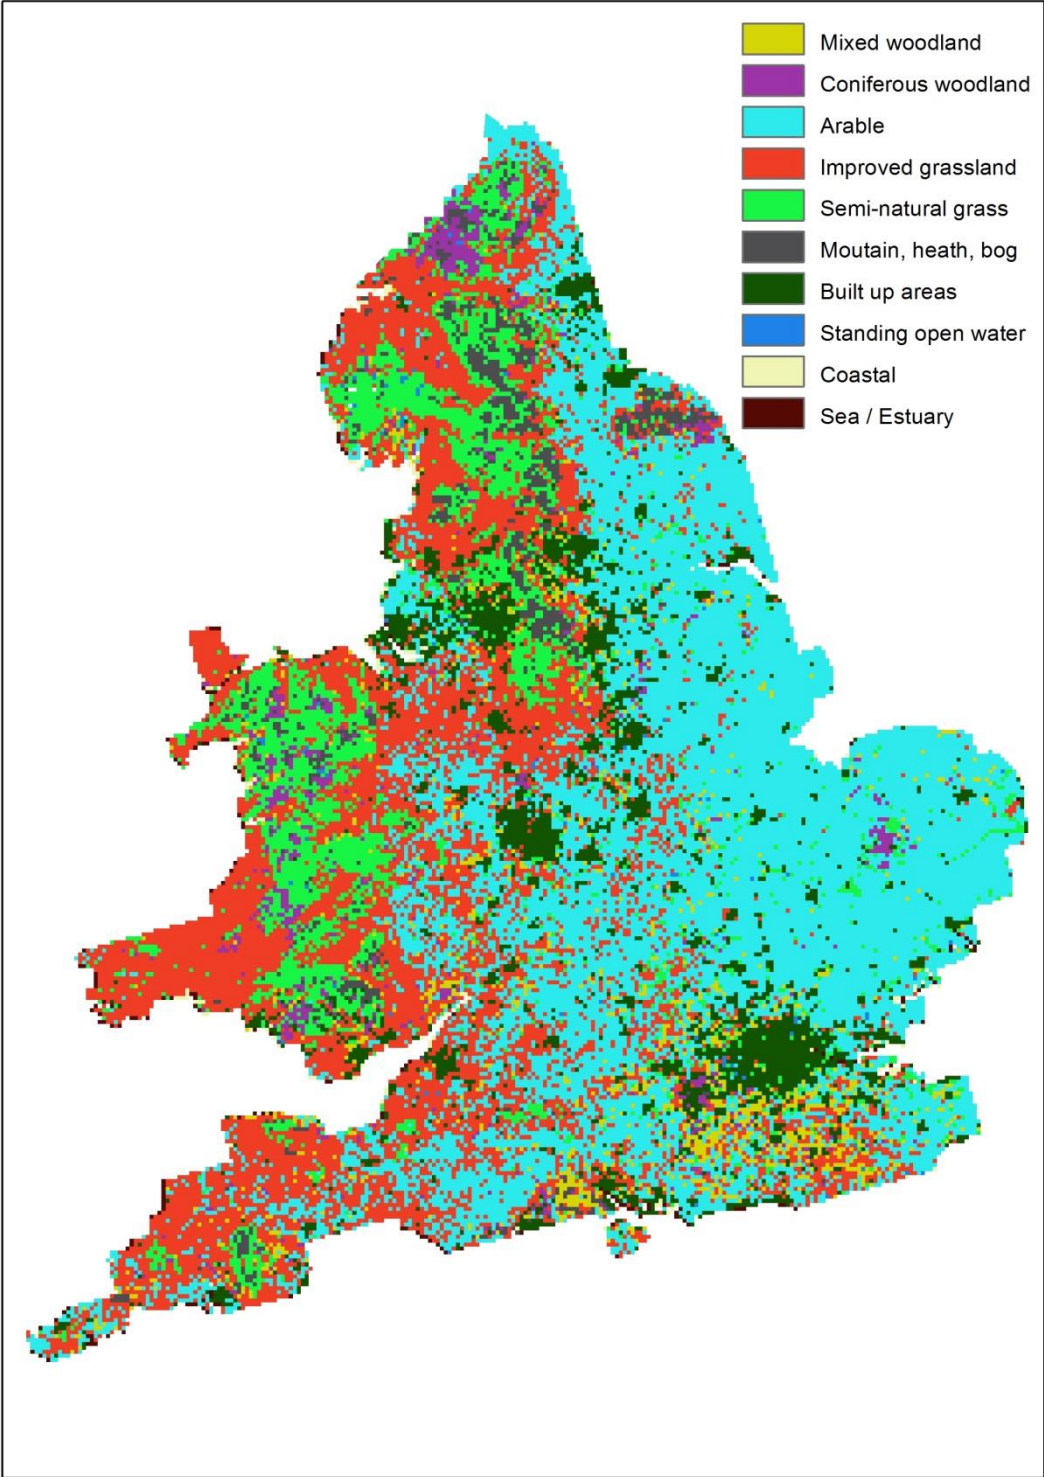 Mixed woodland
Coniferous woodland
Arable
Improved grassland
Semi-natural grass
Moutain, heath, bog
Built up areas
Standing open water
Coastal
Sea / Estuary